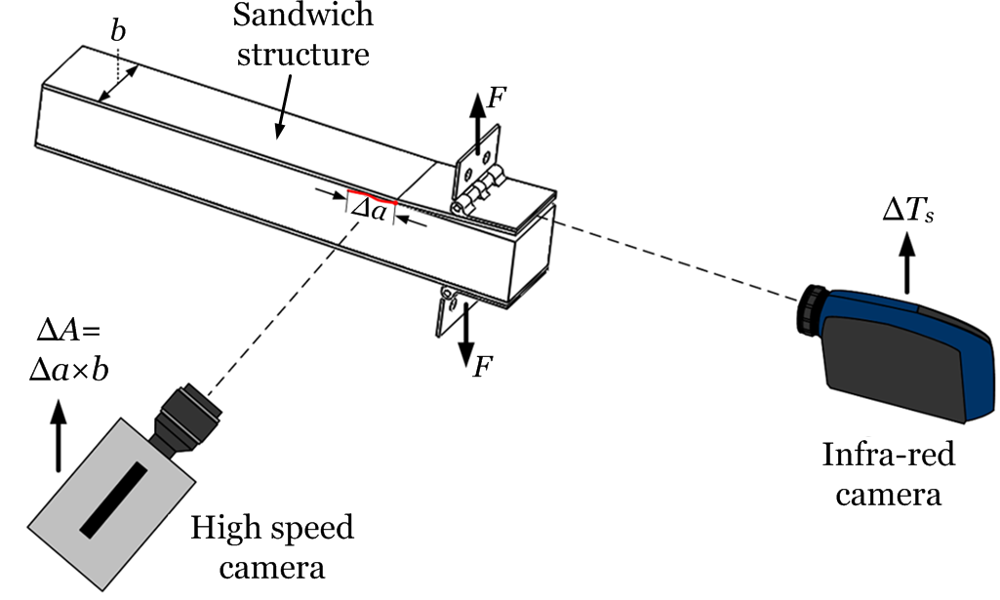 b
Sandwich
structure
F
Δa
ΔTₛ
F
ΔA=
Δa×b
Infra-red
camera
High speed
camera